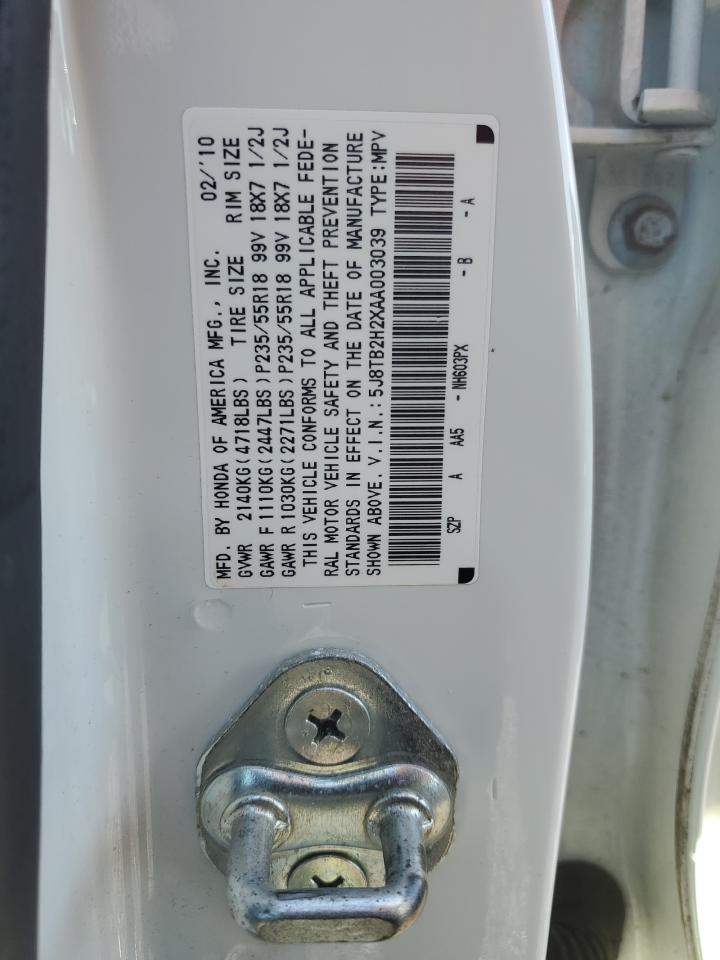 MFD. BY HONDA OF AMERICA MFG., INC. 02/'10
GVWR 2140KG(4718LBS) TIRE SIZE RIM SIZE
GAWR F 1110KG(2447LBS)P235/55R18 99V 18X7 1/2J
GAWR R 1030KG(2271LBS)P235/55R18 99V 18X7 1/2J
THIS VEHICLE CONFORMS TO ALL APPLICABLE FEDE-
RAL MOTOR VEHICLE SAFETY AND THEFT PREVENTION
STANDARDS IN EFFECT ON THE DATE OF MANUFACTURE
SHOWN ABOVE. V.I.N.:5J8TB2H2XAA003039 TYPE:MPV
SZP A AA5 - NH603PX - B - A